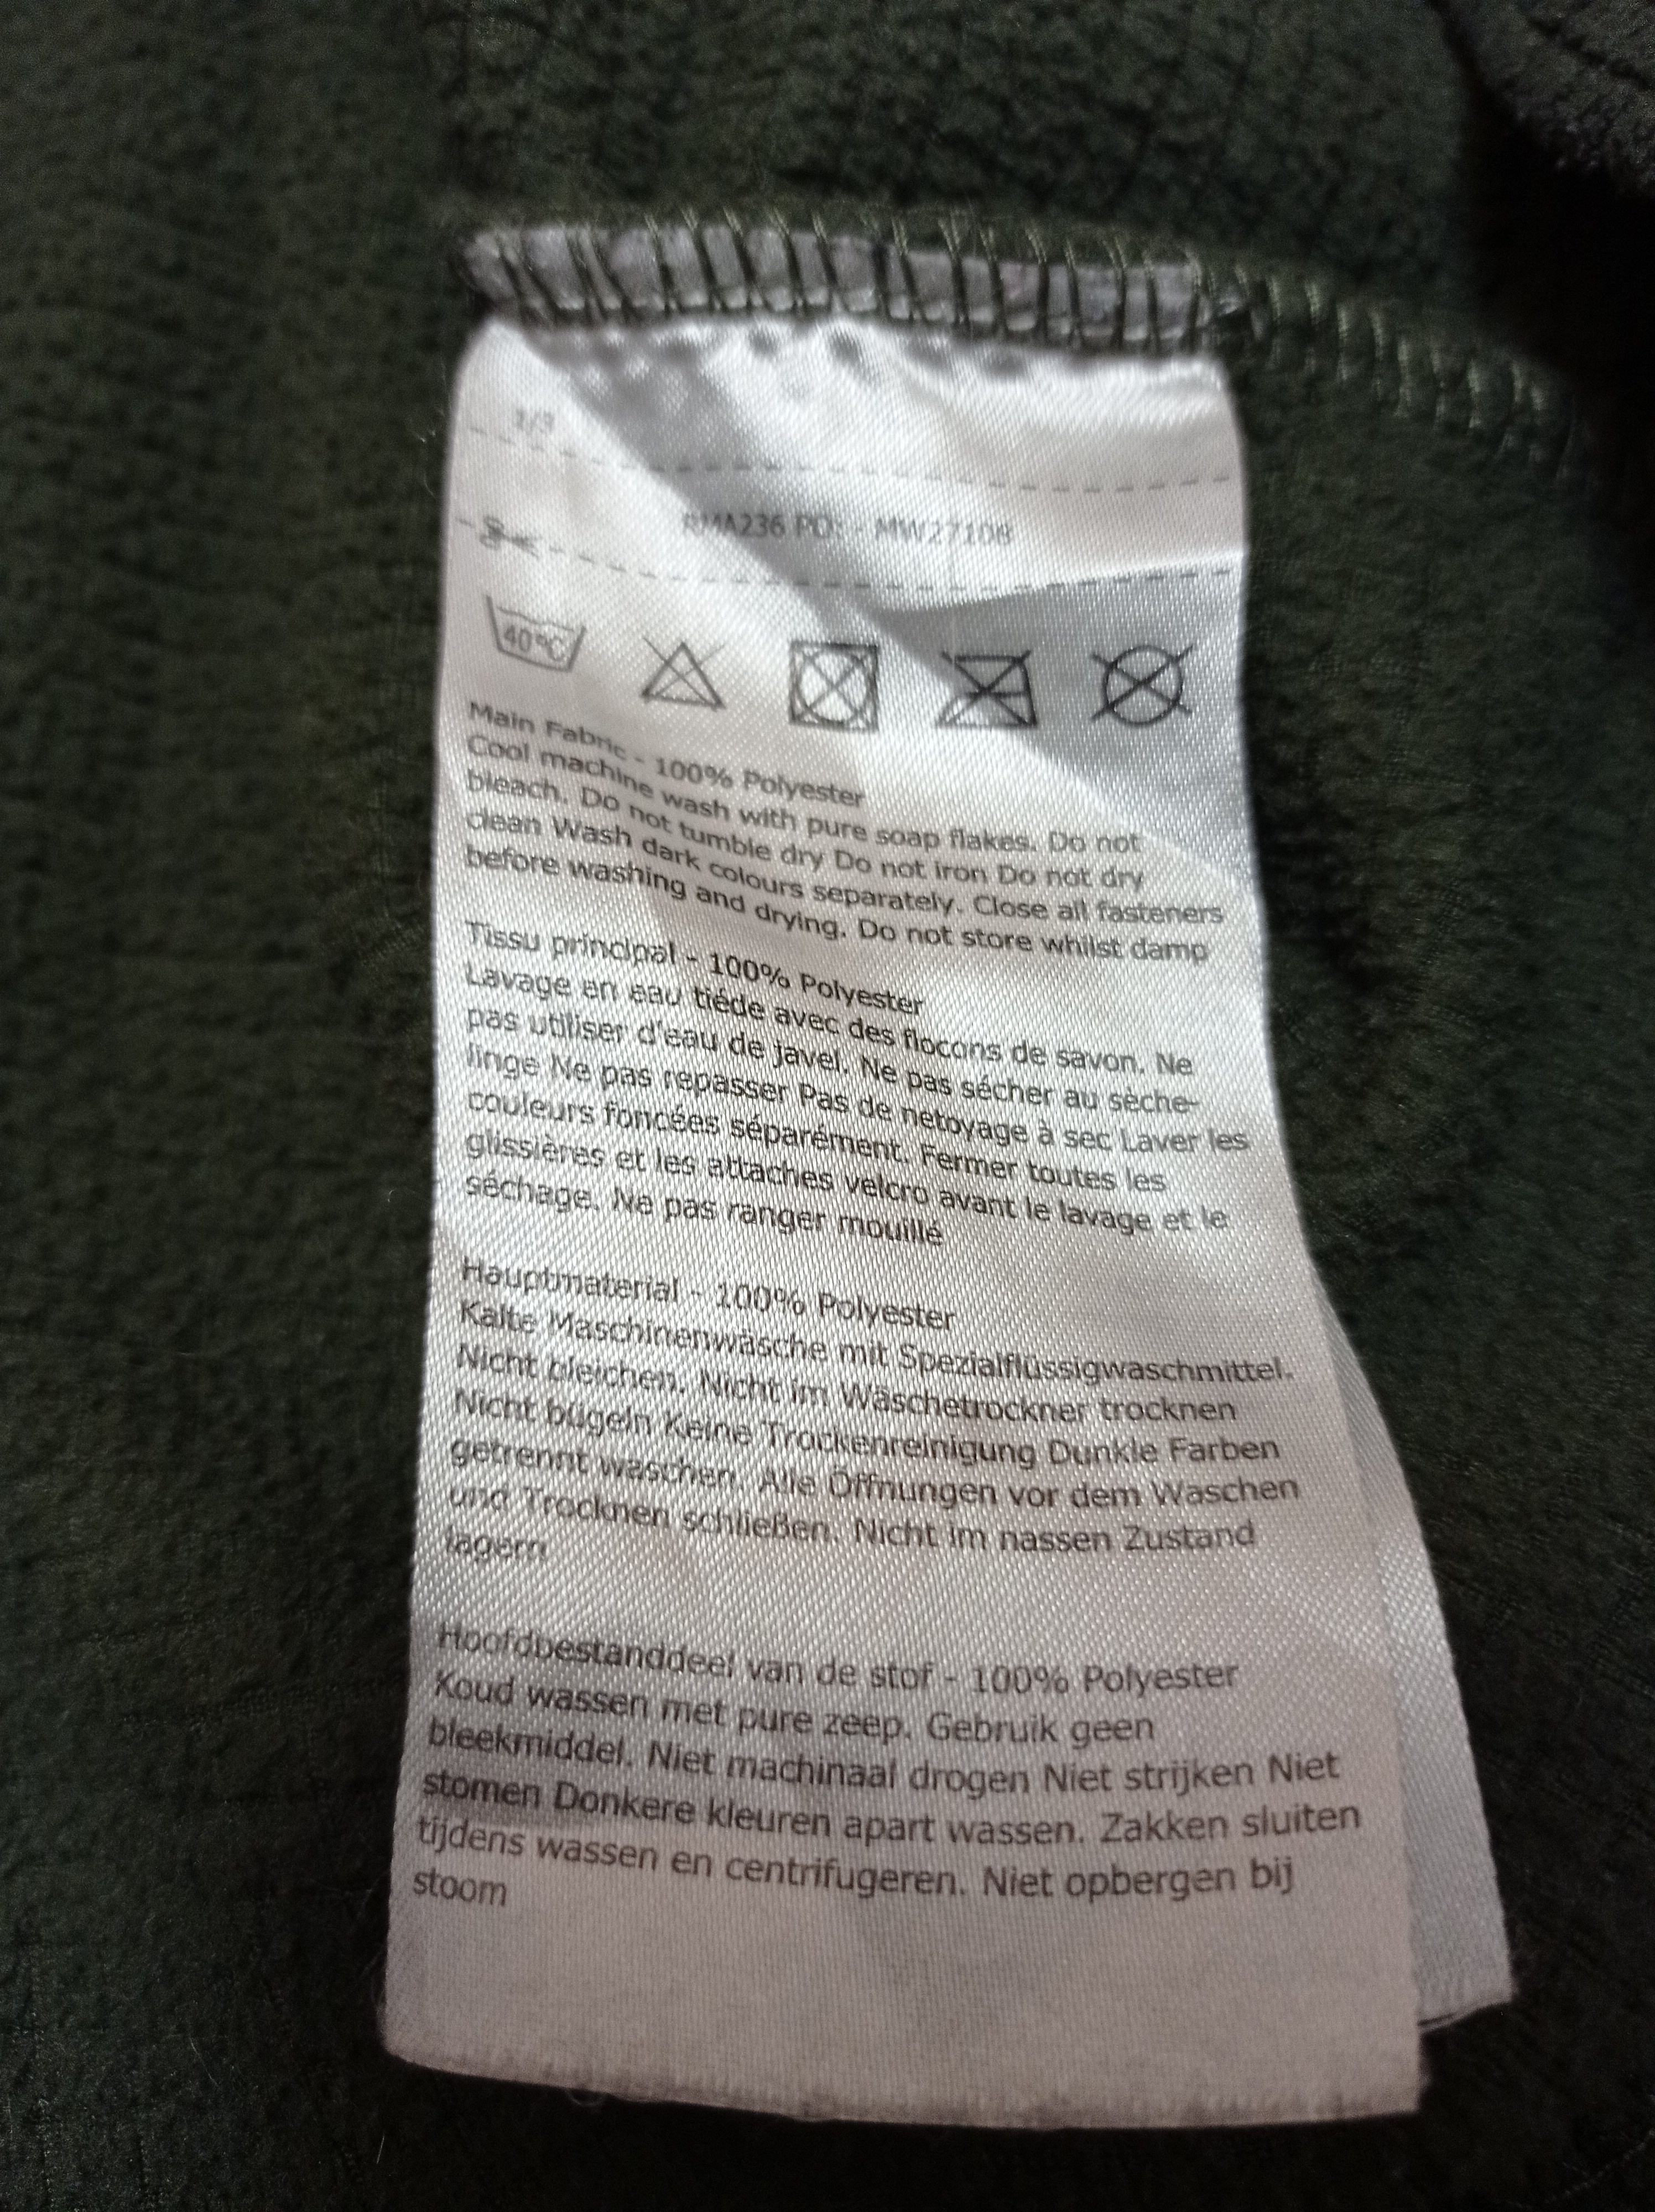 1/3
RMA236 PO: - MW27108
40°C
Main Fabric - 100% Polyester
Cool machine wash with pure soap flakes. Do not
bleach. Do not tumble dry Do not iron Do not dry
clean Wash dark colours separately. Close all fasteners
before washing and drying. Do not store whilst damp
Tissu principal - 100% Polyester
Lavage en eau tiéde avec des flocons de savon. Ne
pas utiliser d'eau de javel. Ne pas sécher au sèche-
linge Ne pas repasser Pas de netoyage à sec Laver les
couleurs foncées séparément. Fermer toutes les
glissières et les attaches velcro avant le lavage et le
séchage. Ne pas ranger mouillé
Hauptmaterial - 100% Polyester
Kalte Maschinenwäsche mit Spezialflüssigwaschmittel.
Nicht bleichen. Nicht im Wäschetrockner trocknen
Nicht bügeln Keine Trockenreinigung Dunkle Farben
getrennt waschen. Alle Öffnungen vor dem Waschen
und Trocknen schließen. Nicht im nassen Zustand
lagern
Hoofdbestanddeel van de stof - 100% Polyester
Koud wassen met pure zeep. Gebruik geen
bleekmiddel. Niet machinaal drogen Niet strijken Niet
stomen Donkere kleuren apart wassen. Zakken sluiten
tijdens wassen en centrifugeren. Niet opbergen bij
stoom